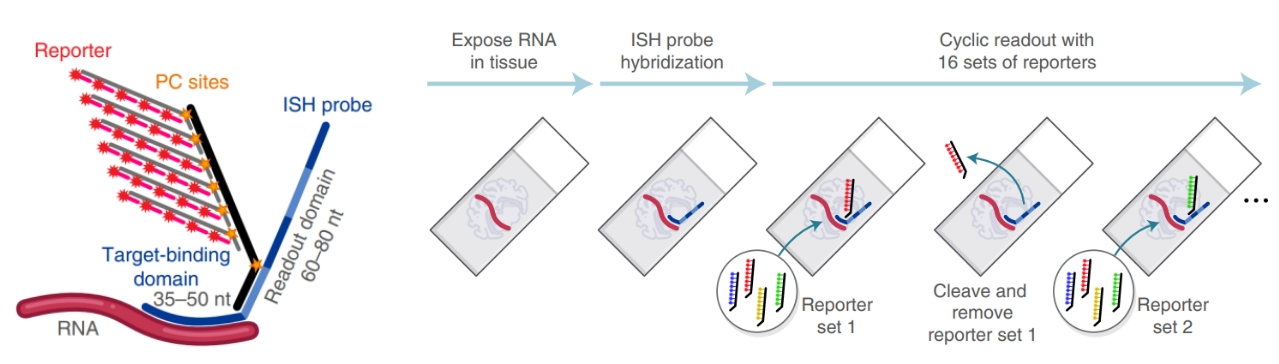 Reporter
PC sites
ISH probe
Readout domain
60–80 nt
Target-binding
domain
35–50 nt
RNA
Expose RNA
in tissue
ISH probe
hybridization
Cyclic readout with
16 sets of reporters
Reporter
set 1
Cleave and
remove
reporter set 1
Reporter
set 2
...